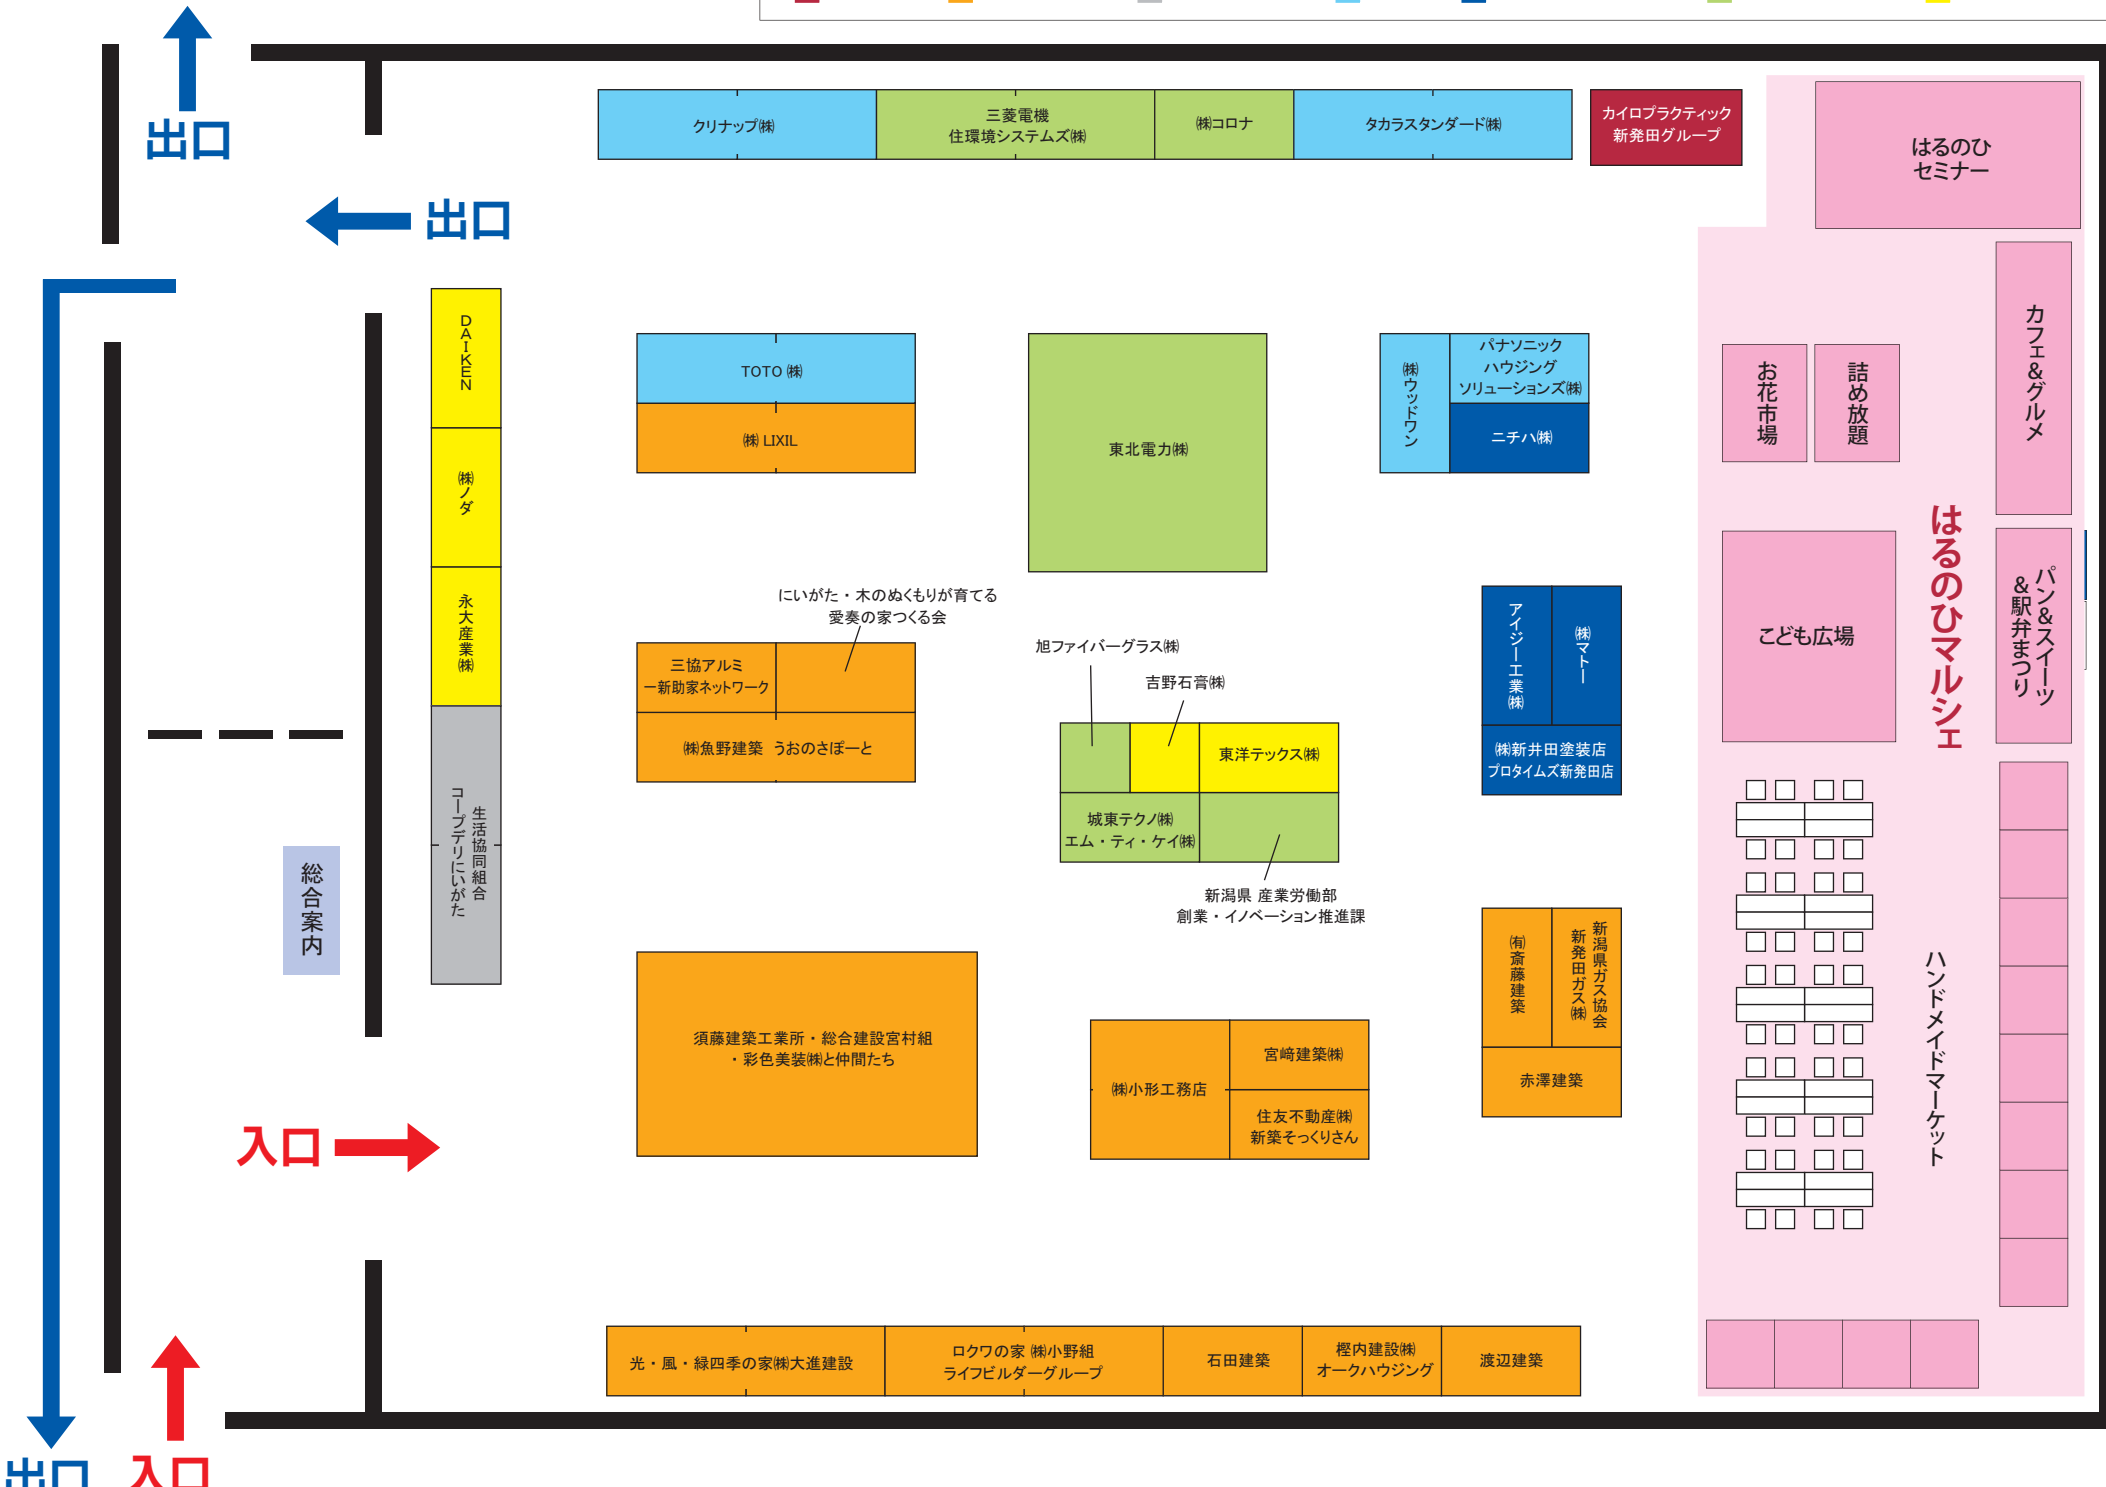 出口
クリナップ㈱
三菱電機
住環境システムズ㈱
㈱コロナ
タカラスタンダード㈱
カイロプラクティック
新発田グループ
はるのひ
セミナー
出口
DAIKEN
㈱ノダ
永大産業㈱
生活協同組合
コープデリにいがた
総合案内
TOTO ㈱
㈱ LIXIL
東北電力㈱
㈱ウッドワン
パナソニック
ハウジング
ソリューションズ㈱
ニチハ㈱
お花市場
詰め放題
カフェ&グルメ
はるのひマルシェ
こども広場
パン&スイーツ
&駅弁まつり
にいがた・木のぬくもりが育てる
愛奏の家つくる会
三協アルミ
一新助家ネットワーク
㈱魚野建築 うおのさぽーと
旭ファイバーグラス㈱
吉野石膏㈱
東洋テックス㈱
城東テクノ㈱
エム・ティ・ケイ㈱
新潟県 産業労働部
創業・イノベーション推進課
アイジー工業㈱
㈱マトー
㈱新井田塗装店
プロタイムズ新発田店
須藤建築工業所・総合建設宮村組
・彩色美装㈱と仲間たち
㈱小形工務店
宮﨑建築㈱
住友不動産㈱
新築そっくりさん
㈲斎藤建築
新潟県ガス協会
新発田ガス㈱
赤澤建築
ハンドメイドマーケット
入口
光・風・緑四季の家㈱大進建設
ロクワの家 ㈱小野組
ライフビルダーグループ
石田建築
樫内建設㈱
オークハウジング
渡辺建築
出口
入口